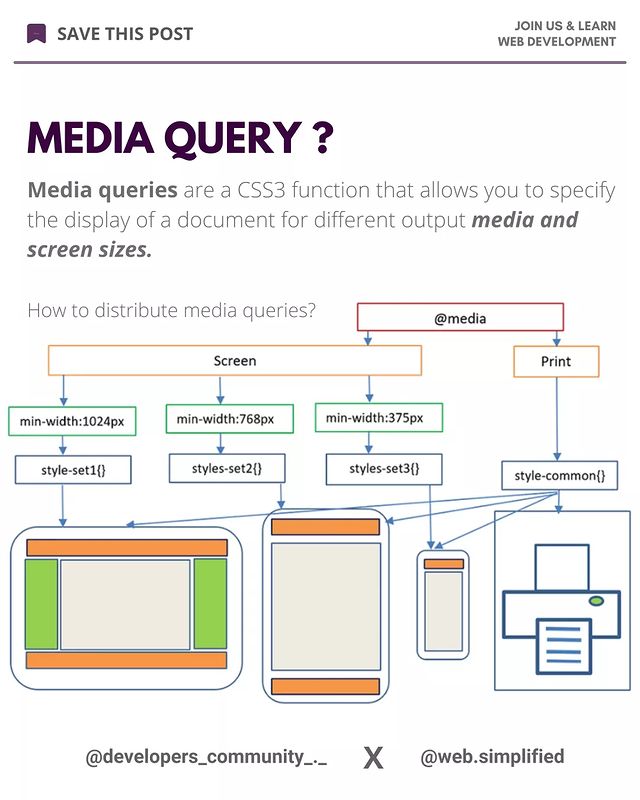 SAVE THIS POST
JOIN US & LEARN
WEB DEVELOPMENT
MEDIA QUERY ?
Media queries are a CSS3 function that allows you to specify
the display of a document for different output media and
screen sizes.
How to distribute media queries?
@media
Screen
Print
min-width:1024px
min-width:768px
min-width:375px
style-set1{}
styles-set2{}
styles-set3{}
style-common{}
@developers_community_._ X @web.simplified